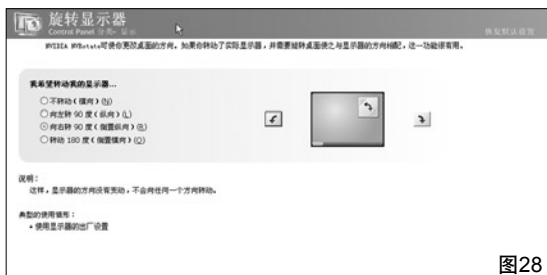 旋转显示器
Control Panel 分类- 显示
恢复默认设置
NVIDIA NVRotate可使你更改桌面的方向。如果你转动了实际显示器，并需要旋转桌面使之与显示器的方向相配，这一功能很有用。
我希望转动我的显示器...
不转动(横向)(N)
向左转 90 度(纵向)(L)
向右转 90 度(倒置纵向)(R)
转动 180 度(倒置横向)(O)
说明：
这样，显示器的方向没有变动，不会向任何一个方向转动。
典型的使用情形：
• 使用显示器的出厂设置
图28